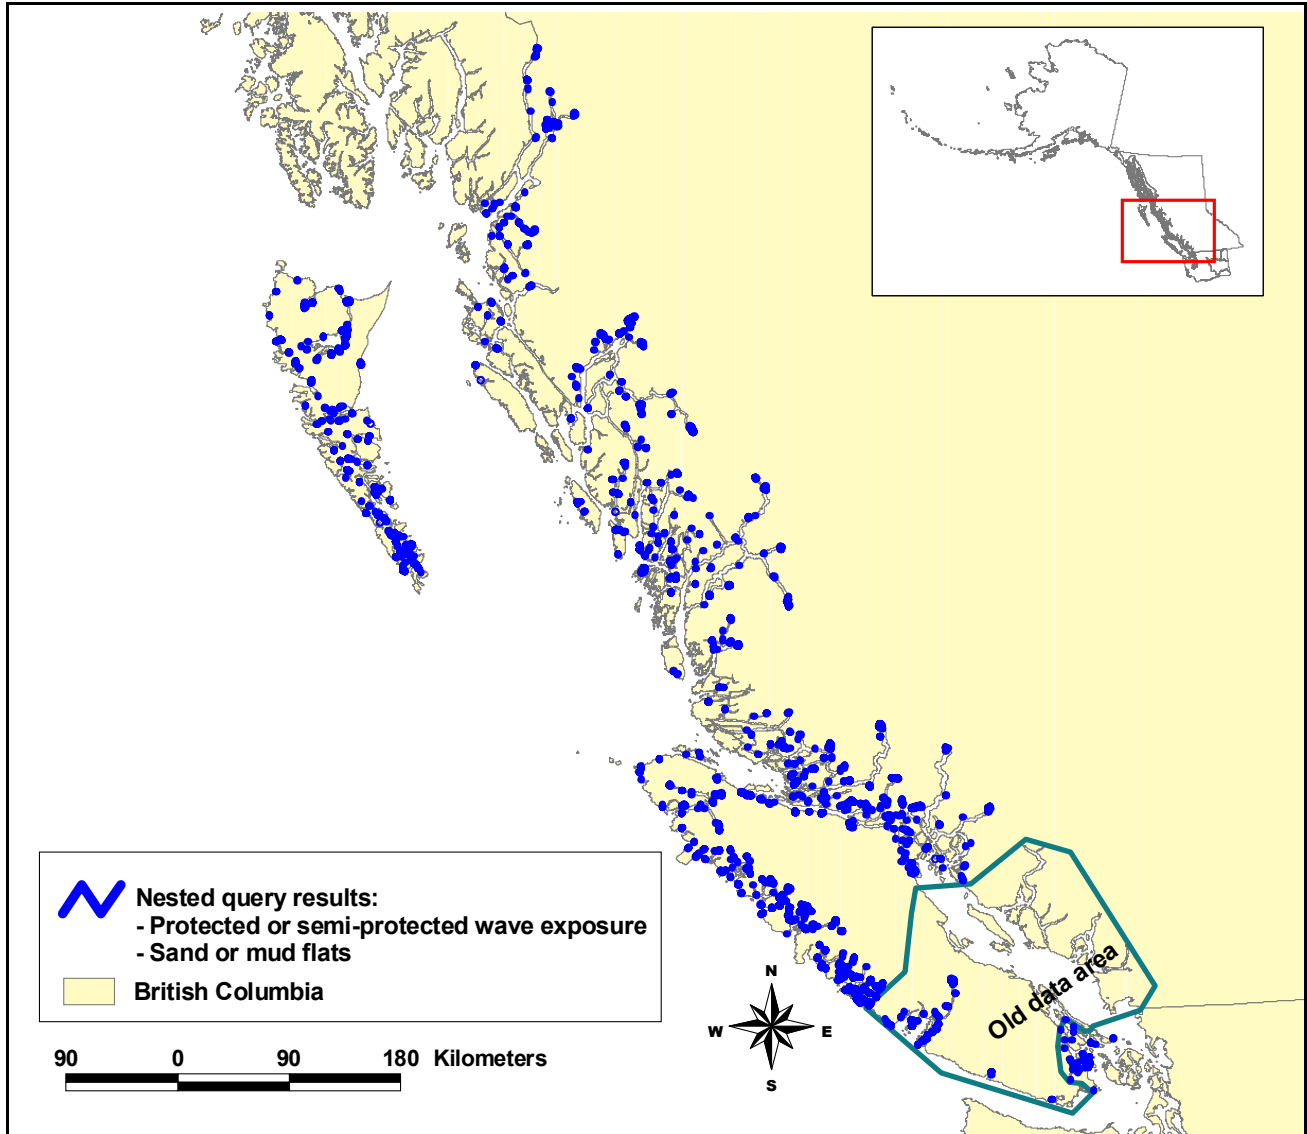 Nested query results:
- Protected or semi-protected wave exposure
- Sand or mud flats
British Columbia
90 0 90 180 Kilometers
N
W E
S
Old data area